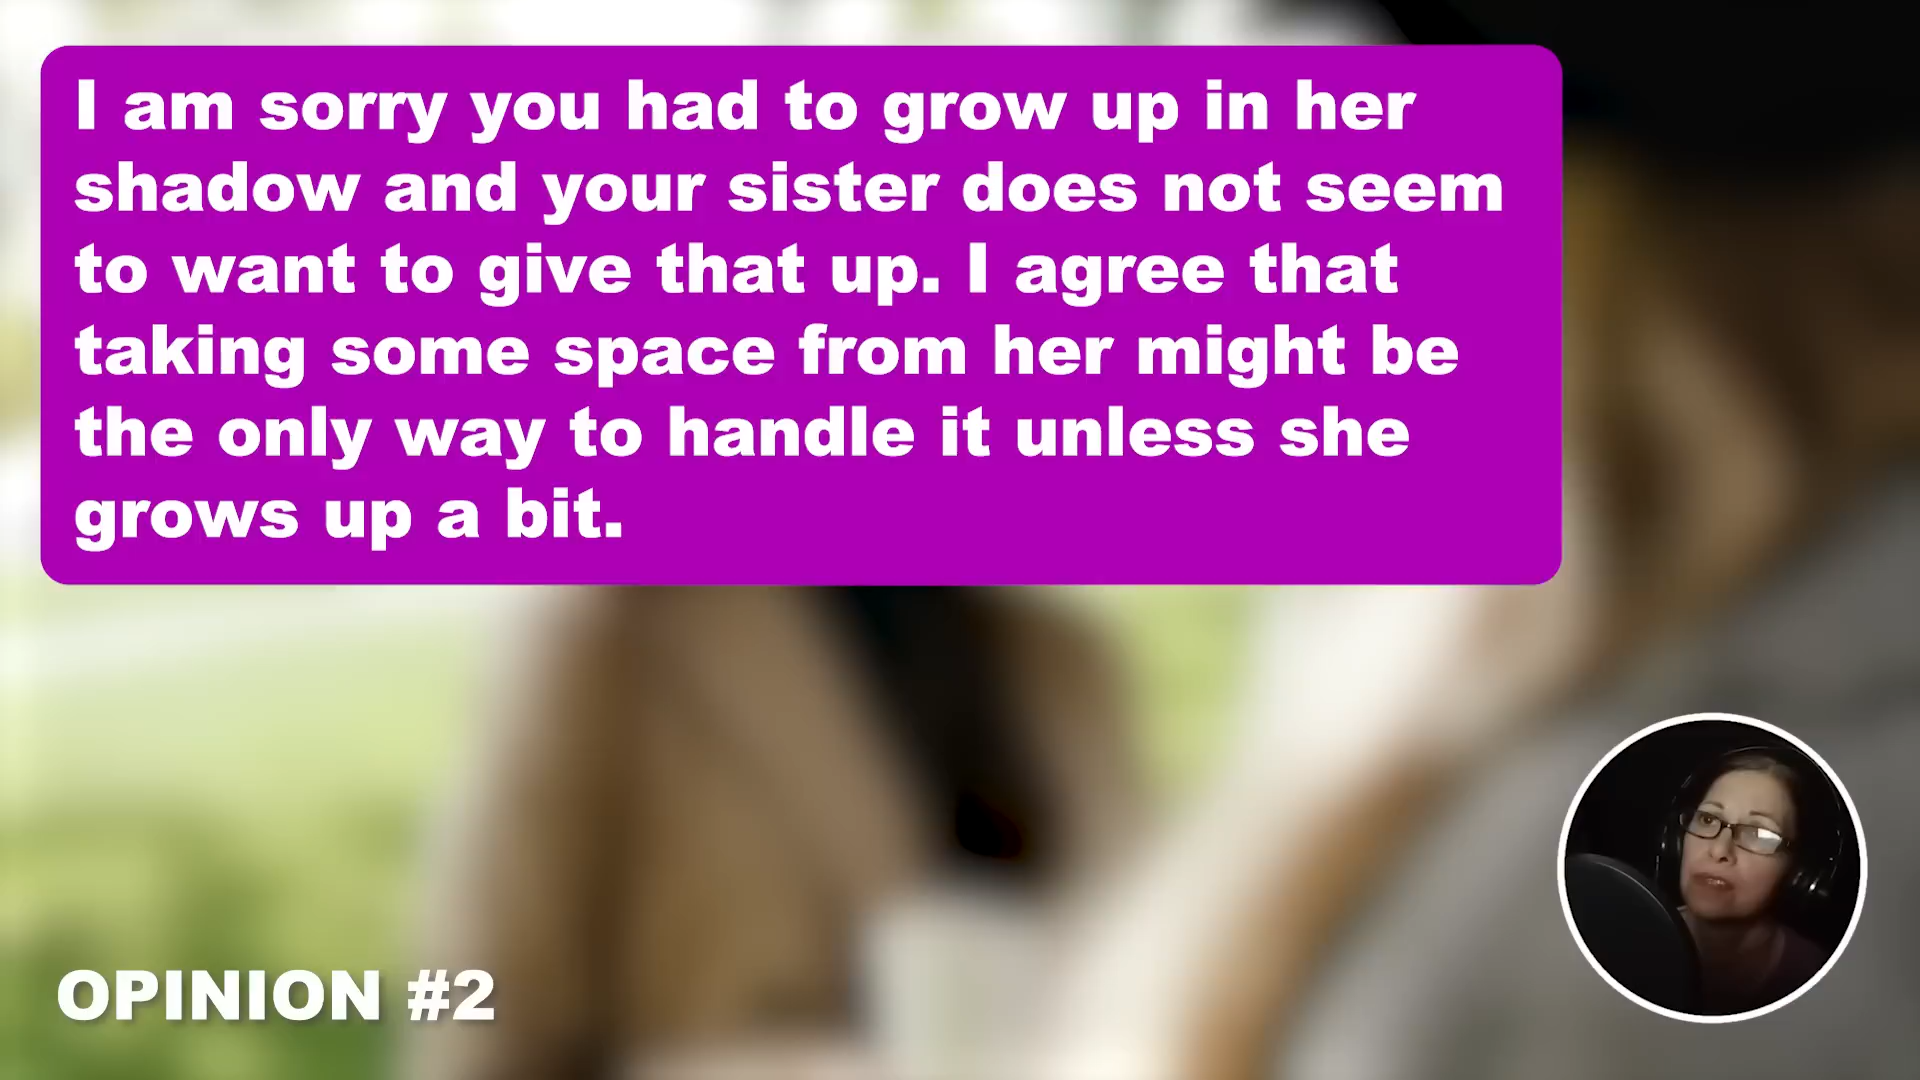 I am sorry you had to grow up in her
shadow and your sister does not seem
to want to give that up. I agree that
taking some space from her might be
the only way to handle it unless she
grows up a bit.
OPINION #2